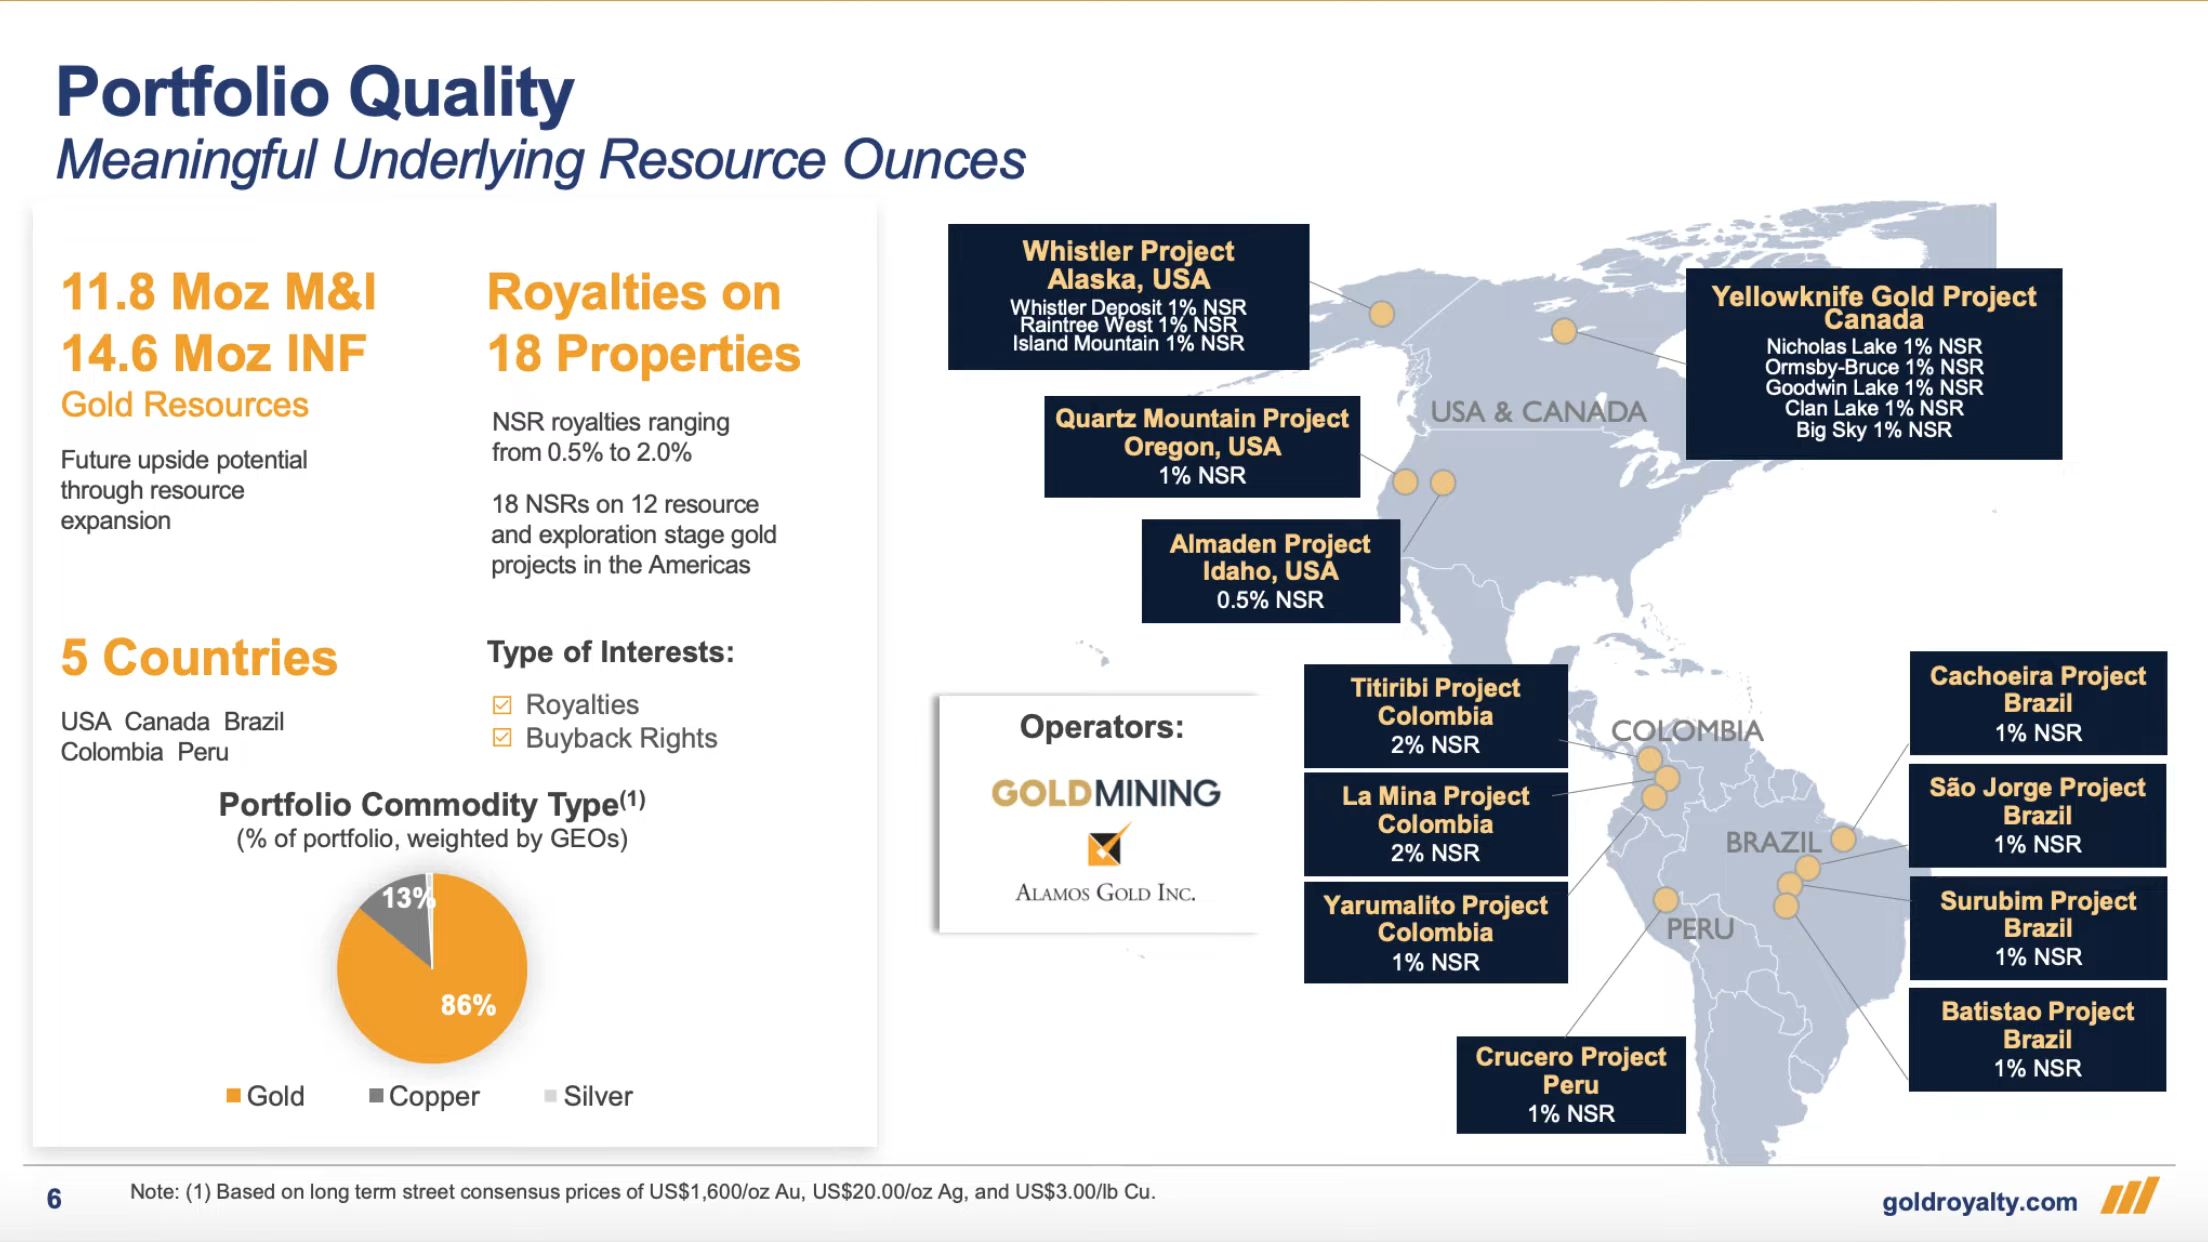 Portfolio Quality
Meaningful Underlying Resource Ounces
11.8 Moz M&I
14.6 Moz INF
Gold Resources
Future upside potential
through resource
expansion
Royalties on
18 Properties
NSR royalties ranging
from 0.5% to 2.0%
18 NSRs on 12 resource
and exploration stage gold
projects in the Americas
5 Countries
USA Canada Brazil
Colombia Peru
Type of Interests:
Royalties
Buyback Rights
Portfolio Commodity Type(1)
(% of portfolio, weighted by GEOs)
13%
86%
Gold Copper Silver
Whistler Project
Alaska, USA
Whistler Deposit 1% NSR
Raintree West 1% NSR
Island Mountain 1% NSR
Yellowknife Gold Project
Canada
Nicholas Lake 1% NSR
Ormsby-Bruce 1% NSR
Goodwin Lake 1% NSR
Clan Lake 1% NSR
Big Sky 1% NSR
Quartz Mountain Project
Oregon, USA
1% NSR
USA & CANADA
Almaden Project
Idaho, USA
0.5% NSR
Operators:
GOLDMINING
ALAMOS GOLD INC.
Titiribi Project
Colombia
2% NSR
La Mina Project
Colombia
2% NSR
Yarumalito Project
Colombia
1% NSR
COLOMBIA
BRAZIL
PERU
Cachoeira Project
Brazil
1% NSR
São Jorge Project
Brazil
1% NSR
Surubim Project
Brazil
1% NSR
Batistao Project
Brazil
1% NSR
Crucero Project
Peru
1% NSR
6
Note: (1) Based on long term street consensus prices of US$1,600/oz Au, US$20.00/oz Ag, and US$3.00/lb Cu.
goldroyalty.com